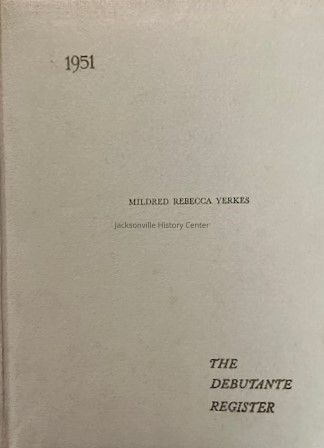 1951
MILDRED REBECCA YERKES
Jacksonville History Center
THE
DEBUTANTE
REGISTER